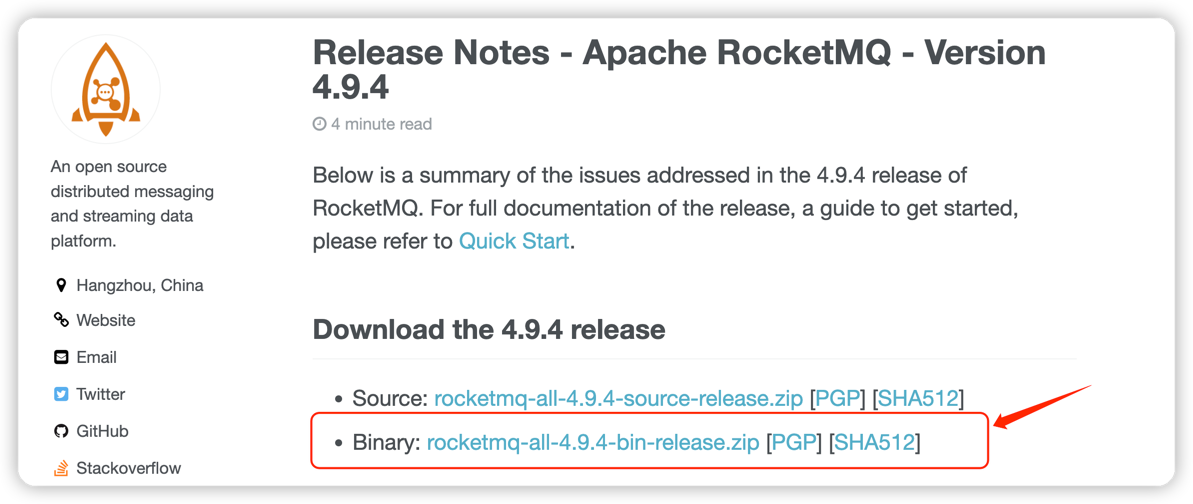 An open source
distributed messaging
and streaming data
platform.
Hangzhou, China
Website
Email
Twitter
GitHub
Stackoverflow
Release Notes - Apache RocketMQ - Version
4.9.4
4 minute read
Below is a summary of the issues addressed in the 4.9.4 release of
RocketMQ. For full documentation of the release, a guide to get started,
please refer to Quick Start.
Download the 4.9.4 release
• Source: rocketmq-all-4.9.4-source-release.zip [PGP] [SHA512]
• Binary: rocketmq-all-4.9.4-bin-release.zip [PGP] [SHA512]